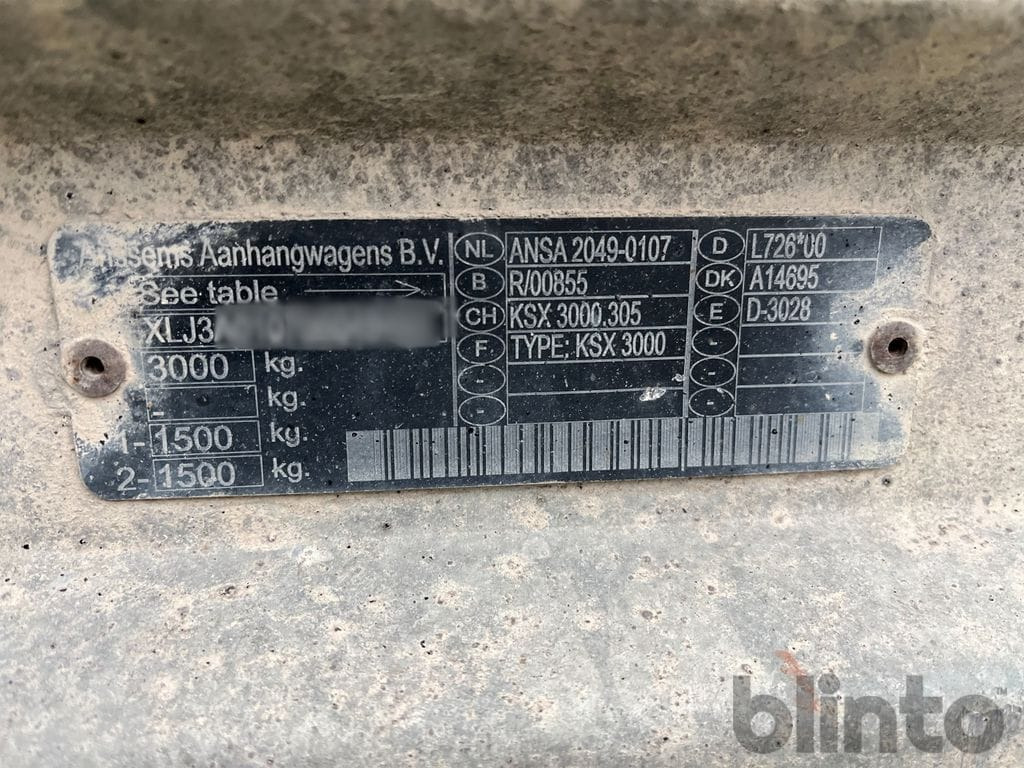 Anssems Aanhangwagens B.V.
See table
XLJ3
3000 kg.
- kg.
1- 1500 kg.
2- 1500 kg.
NL ANSA 2049-0107
B R/00855
CH KSX 3000.305
F TYPE: KSX 3000
-
-
D L726*00
DK A14695
E D-3028
-
-
blinto™